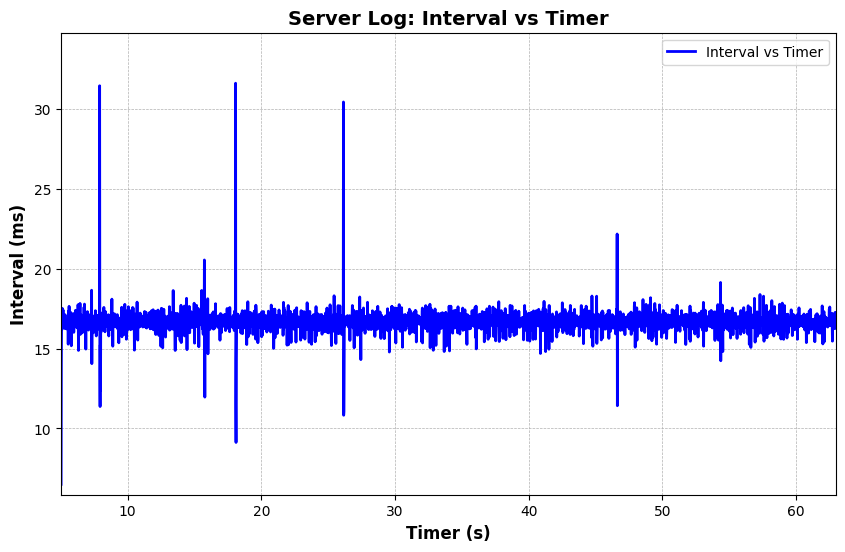 Server Log: Interval vs Timer
Interval vs Timer
30
25
20
15
10
Interval (ms)
10 20 30 40 50 60
Timer (s)